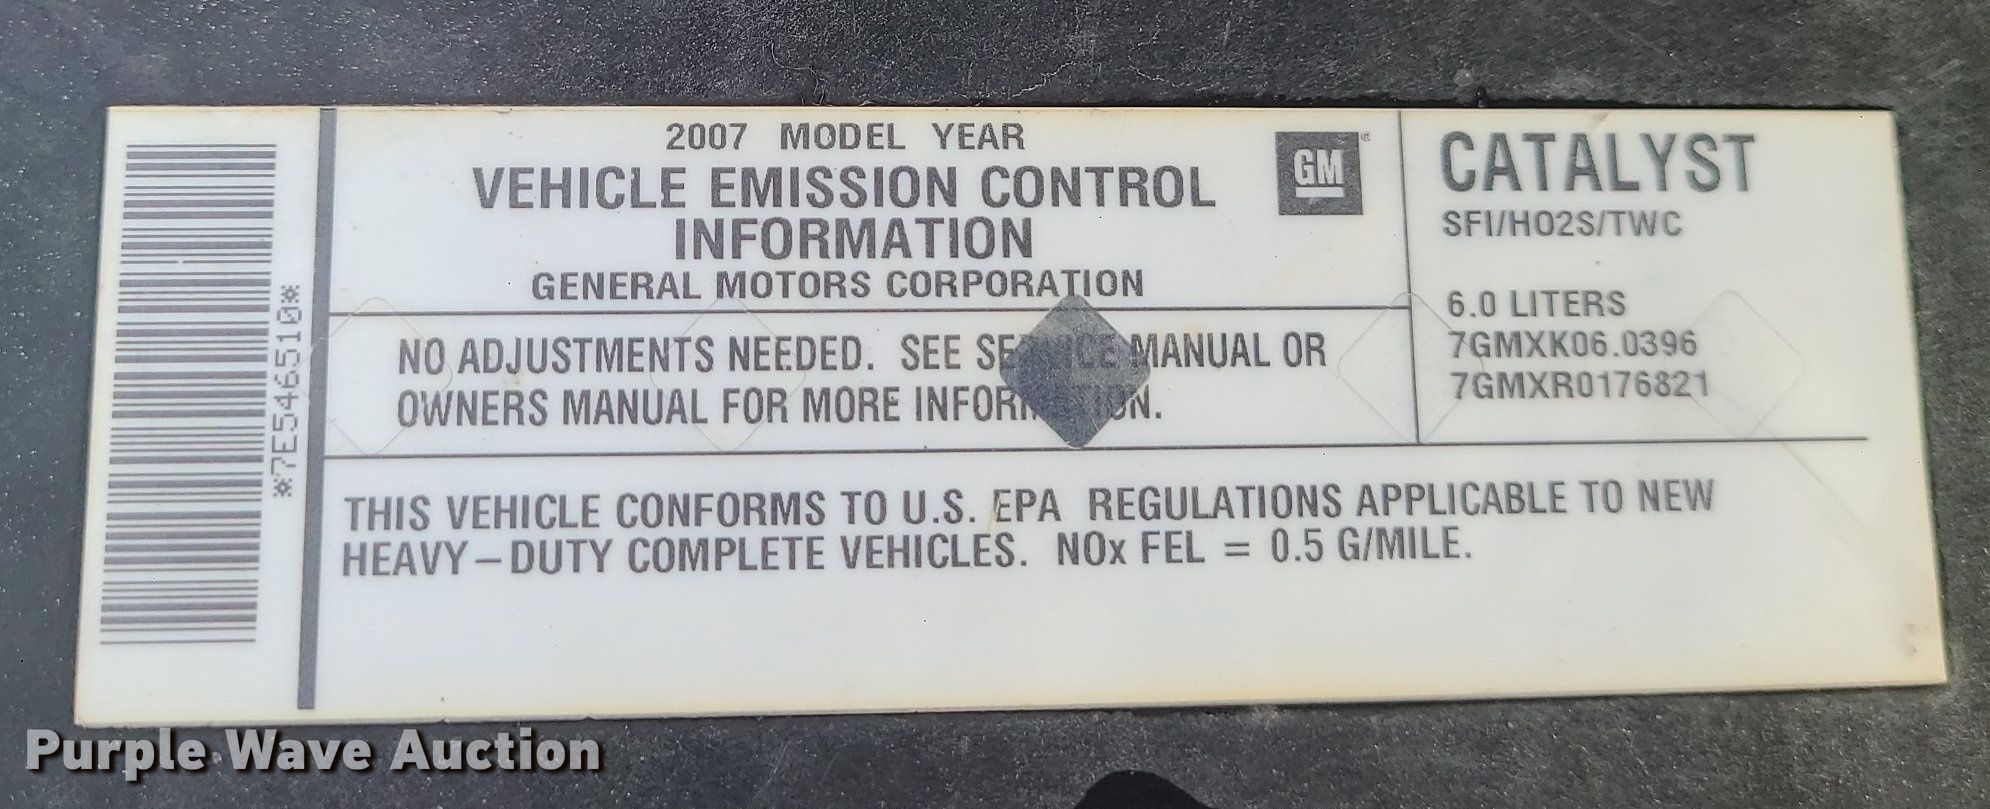 2007 MODEL YEAR
VEHICLE EMISSION CONTROL
INFORMATION
GENERAL MOTORS CORPORATION
GM
CATALYST
SFI/HO2S/TWC
6.0 LITERS
7GMXK06.0396
7GMXR0176821
NO ADJUSTMENTS NEEDED. SEE SERVICE MANUAL OR
OWNERS MANUAL FOR MORE INFORMATION.
THIS VEHICLE CONFORMS TO U.S. EPA REGULATIONS APPLICABLE TO NEW
HEAVY-DUTY COMPLETE VEHICLES. NOx FEL = 0.5 G/MILE.
*7E546510*
Purple Wave Auction